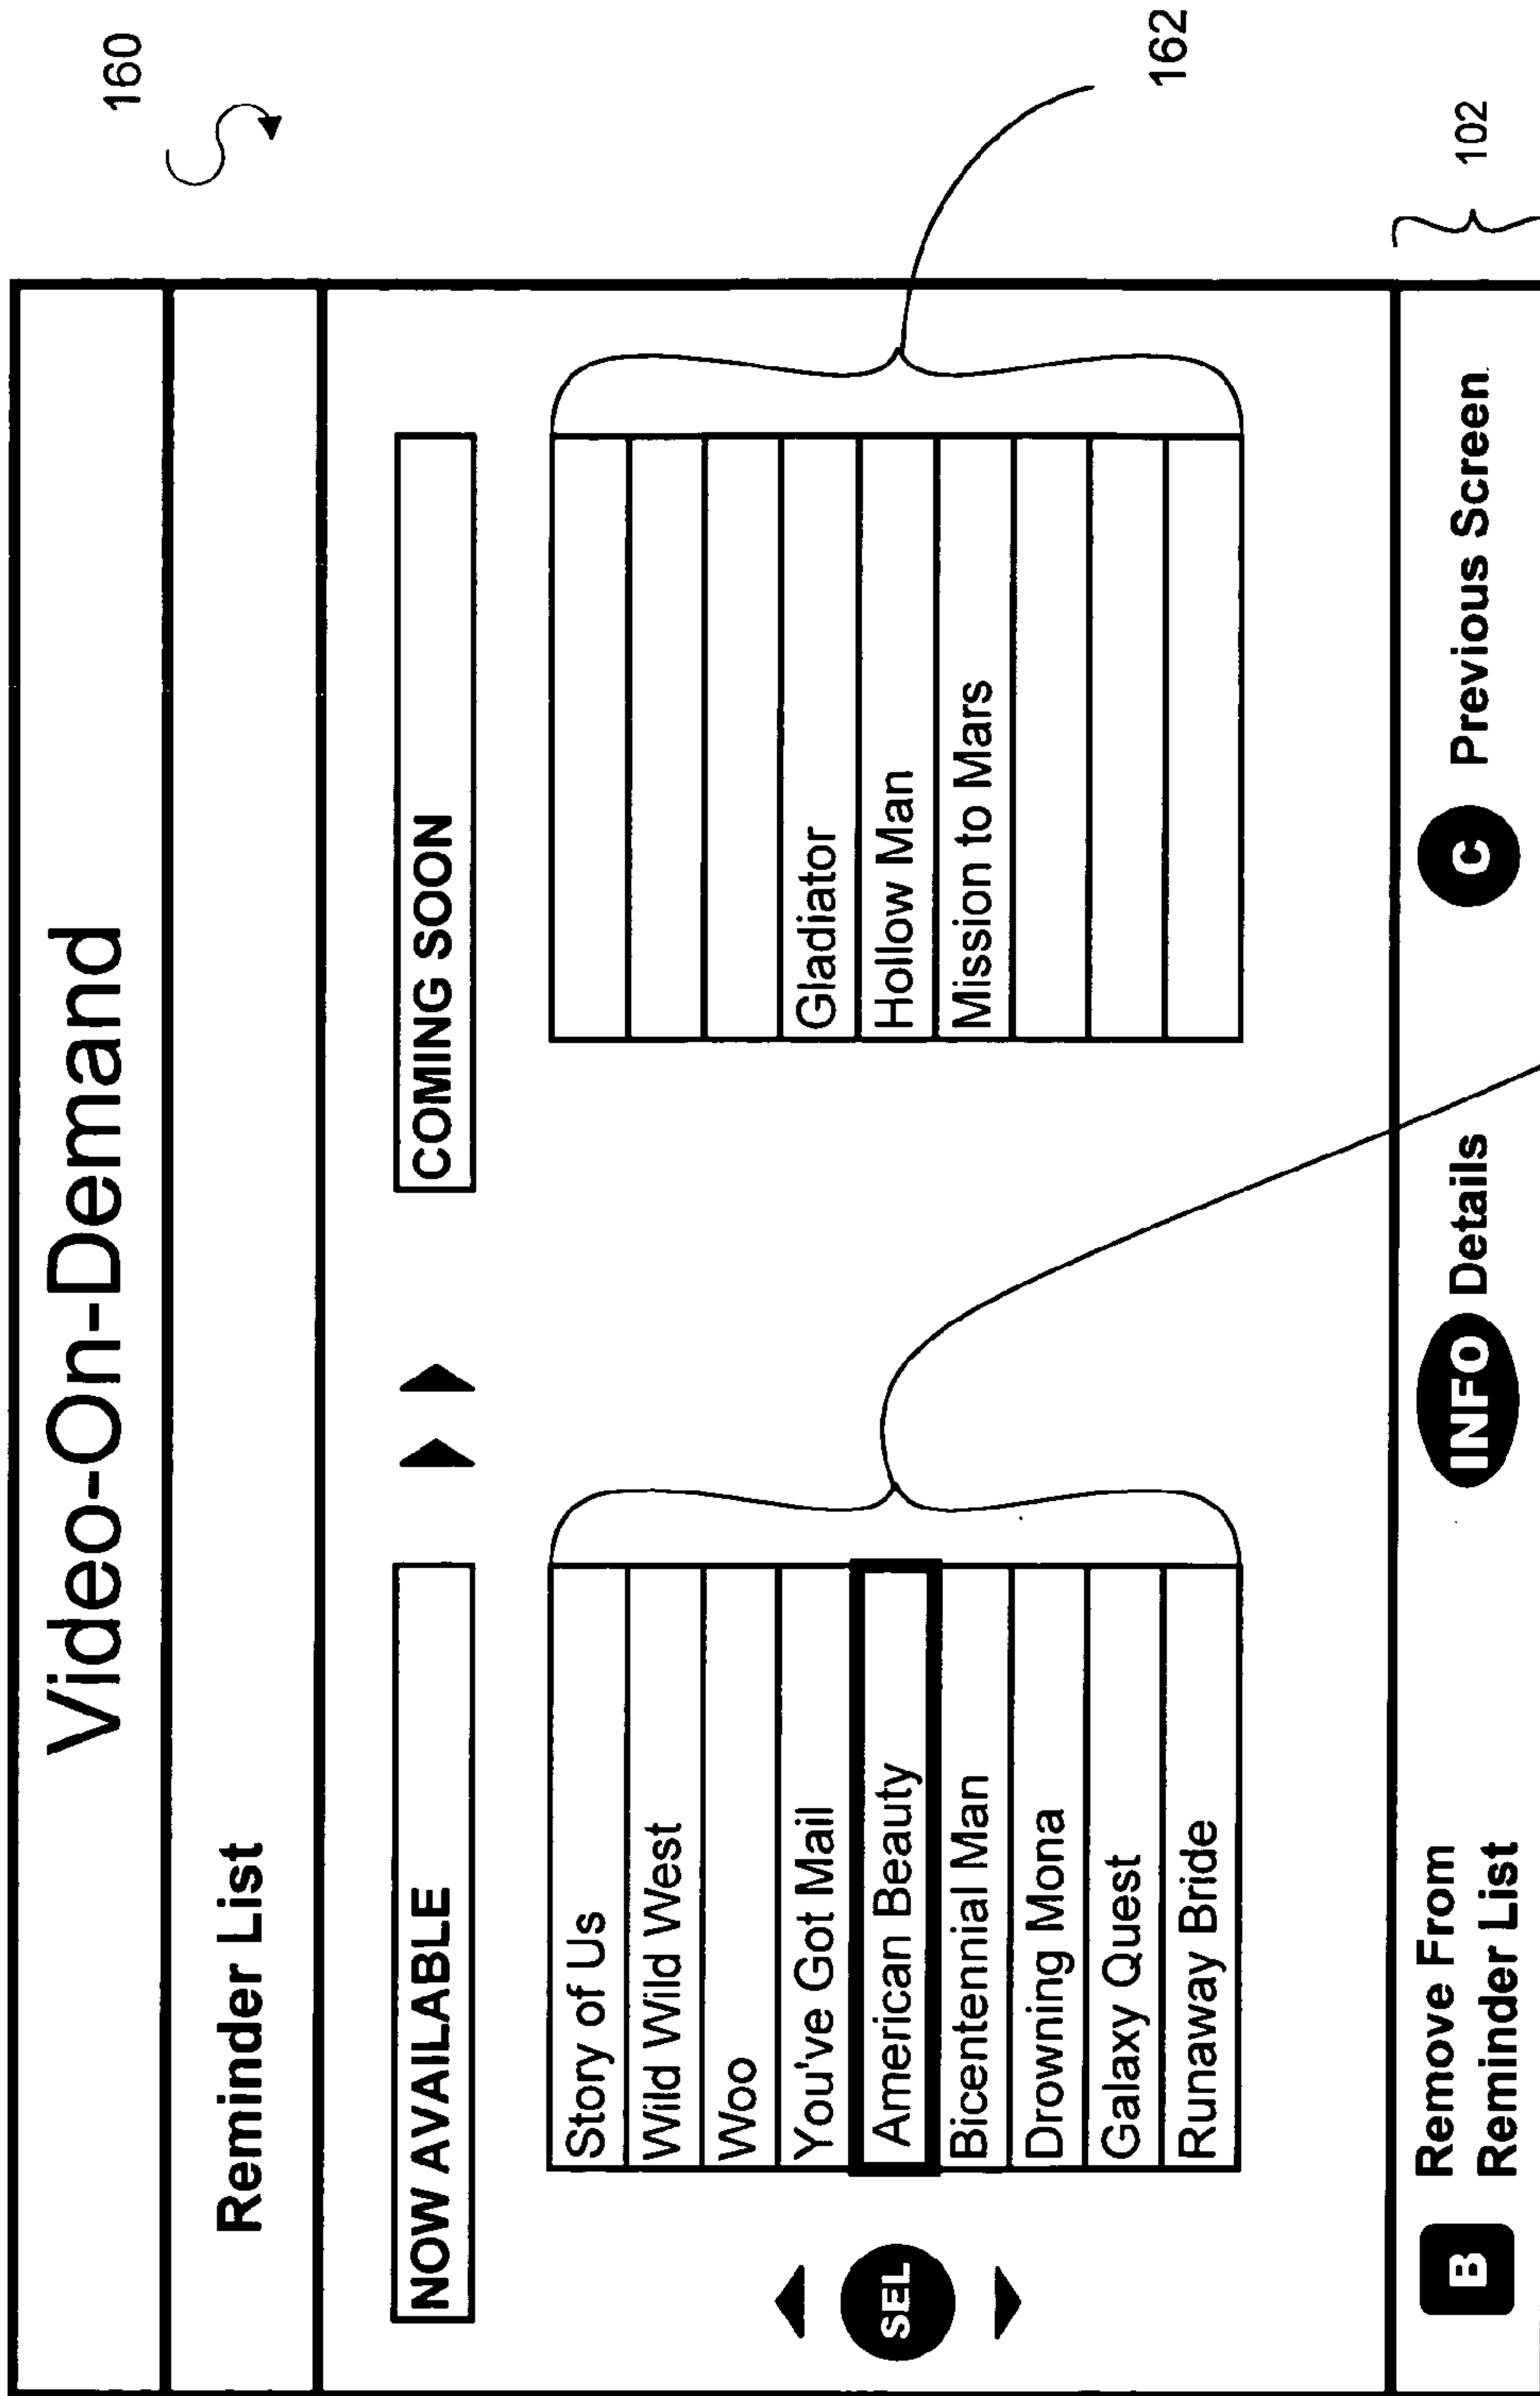 Video-On-Demand
160
Reminder List
NOW AVAILABLE
COMING SOON
Story of Us
Wild Wild West
Woo
You've Got Mail
Gladiator
SEL
American Beauty
Hollow Man
162
Bicentennial Man
Mission to Mars
Drowning Mona
Galaxy Quest
Runaway Bride
B
Remove From
Reminder List
INFO Details
C Previous Screen
102